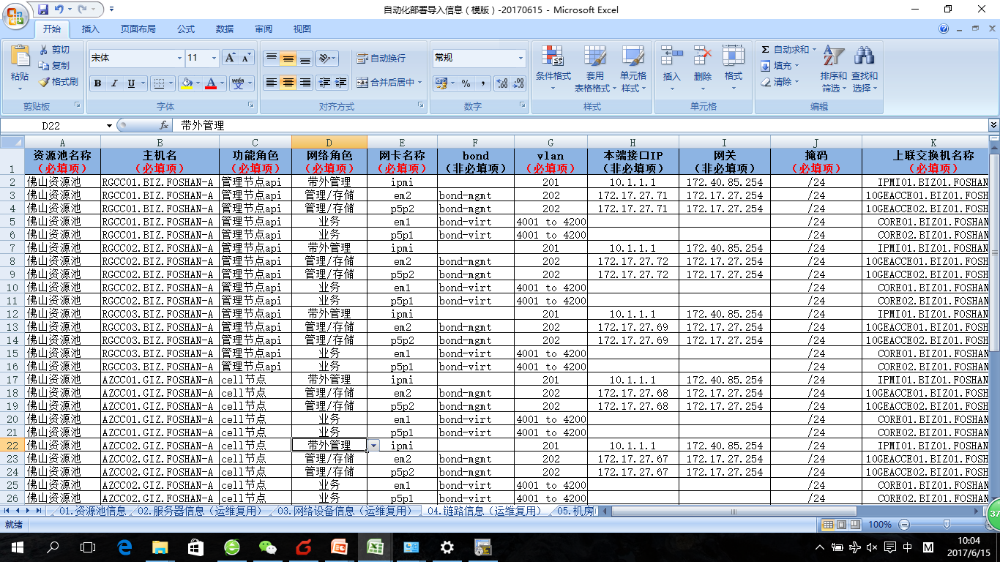 自动化部署导入信息（模版）-20170615 - Microsoft Excel
开始 插入 页面布局 公式 数据 审阅 视图
粘贴 剪切 复制 格式刷 剪贴板
宋体 11 B I U wén 变 A A A 字体
自动换行 合并后居中 对齐方式
常规 % , 数字
条件格式 套用表格格式 单元格样式 样式
插入 删除 格式 单元格
Σ 自动求和 填充 清除 排序和筛选 查找和选择 编辑
D22 fx 带外管理
A B C D E F G H I J K
1 资源池名称（必填项） 主机名（必填项） 功能角色（必填项） 网络角色（必填项） 网卡名称（必填项） bond（非必填项） vlan（必填项） 本端接口IP（非必填项） 网关（非必填项） 掩码（必填项） 上联交换机名称（必填项）
2 佛山资源池 RGCC01.BIZ.FOSHAN-A 管理节点api 带外管理 ipmi 201 10.1.1.1 172.40.85.254 /24 IPMI01.BIZ01.FOSHAN
3 佛山资源池 RGCC01.BIZ.FOSHAN-A 管理节点api 管理/存储 em2 bond-mgmt 202 172.17.27.71 172.17.27.254 /24 10GEACCE01.BIZ01.FOSH
4 佛山资源池 RGCC01.BIZ.FOSHAN-A 管理节点api 管理/存储 p5p2 bond-mgmt 202 172.17.27.71 172.17.27.254 /24 10GEACCE02.BIZ01.FOSH
5 佛山资源池 RGCC01.BIZ.FOSHAN-A 管理节点api 业务 em1 bond-virt 4001 to 4200 /24 CORE01.BIZ01.FOSHAN
6 佛山资源池 RGCC01.BIZ.FOSHAN-A 管理节点api 业务 p5p1 bond-virt 4001 to 4200 /24 CORE02.BIZ01.FOSHAN
7 佛山资源池 RGCC02.BIZ.FOSHAN-A 管理节点api 带外管理 ipmi 201 10.1.1.1 172.40.85.254 /24 IPMI01.BIZ01.FOSHAN
8 佛山资源池 RGCC02.BIZ.FOSHAN-A 管理节点api 管理/存储 em2 bond-mgmt 202 172.17.27.72 172.17.27.254 /24 10GEACCE01.BIZ01.FOSH
9 佛山资源池 RGCC02.BIZ.FOSHAN-A 管理节点api 管理/存储 p5p2 bond-mgmt 202 172.17.27.72 172.17.27.254 /24 10GEACCE02.BIZ01.FOSH
10 佛山资源池 RGCC02.BIZ.FOSHAN-A 管理节点api 业务 em1 bond-virt 4001 to 4200 /24 CORE01.BIZ01.FOSHAN
11 佛山资源池 RGCC02.BIZ.FOSHAN-A 管理节点api 业务 p5p1 bond-virt 4001 to 4200 /24 CORE02.BIZ01.FOSHAN
12 佛山资源池 RGCC03.BIZ.FOSHAN-A 管理节点api 带外管理 ipmi 201 10.1.1.1 172.40.85.254 /24 IPMI01.BIZ01.FOSHAN
13 佛山资源池 RGCC03.BIZ.FOSHAN-A 管理节点api 管理/存储 em2 bond-mgmt 202 172.17.27.69 172.17.27.254 /24 10GEACCE01.BIZ01.FOSH
14 佛山资源池 RGCC03.BIZ.FOSHAN-A 管理节点api 管理/存储 p5p2 bond-mgmt 202 172.17.27.69 172.17.27.254 /24 10GEACCE02.BIZ01.FOSH
15 佛山资源池 RGCC03.BIZ.FOSHAN-A 管理节点api 业务 em1 bond-virt 4001 to 4200 /24 CORE01.BIZ01.FOSHAN
16 佛山资源池 RGCC03.BIZ.FOSHAN-A 管理节点api 业务 p5p1 bond-virt 4001 to 4200 /24 CORE02.BIZ01.FOSHAN
17 佛山资源池 AZCC01.GIZ.FOSHAN-A cell节点 带外管理 ipmi 201 10.1.1.1 172.40.85.254 /24 IPMI01.BIZ01.FOSHAN
18 佛山资源池 AZCC01.GIZ.FOSHAN-A cell节点 管理/存储 em2 bond-mgmt 202 172.17.27.68 172.17.27.254 /24 10GEACCE01.BIZ01.FOSH
19 佛山资源池 AZCC01.GIZ.FOSHAN-A cell节点 管理/存储 p5p2 bond-mgmt 202 172.17.27.68 172.17.27.254 /24 10GEACCE02.BIZ01.FOSH
20 佛山资源池 AZCC01.GIZ.FOSHAN-A cell节点 业务 em1 bond-virt 4001 to 4200 /24 CORE01.BIZ01.FOSHAN
21 佛山资源池 AZCC01.GIZ.FOSHAN-A cell节点 业务 p5p1 bond-virt 4001 to 4200 /24 CORE02.BIZ01.FOSHAN
22 佛山资源池 AZCC02.GIZ.FOSHAN-A cell节点 带外管理 ipmi 201 10.1.1.1 172.40.85.254 /24 IPMI01.BIZ01.FOSHAN
23 佛山资源池 AZCC02.GIZ.FOSHAN-A cell节点 管理/存储 em2 bond-mgmt 202 172.17.27.67 172.17.27.254 /24 10GEACCE01.BIZ01.FOSH
24 佛山资源池 AZCC02.GIZ.FOSHAN-A cell节点 管理/存储 p5p2 bond-mgmt 202 172.17.27.67 172.17.27.254 /24 10GEACCE02.BIZ01.FOSH
25 佛山资源池 AZCC02.GIZ.FOSHAN-A cell节点 业务 em1 bond-virt 4001 to 4200 /24 CORE01.BIZ01.FOSHAN
26 佛山资源池 AZCC02.GIZ.FOSHAN-A cell节点 业务 p5p1 bond-virt 4001 to 4200 /24 CORE02.BIZ01.FOSHAN
01.资源池信息 02.服务器信息（运维复用） 03.网络设备信息（运维复用） 04.链路信息（运维复用） 05.机房
37
就绪 100%
中 M 10:04
2017/6/15